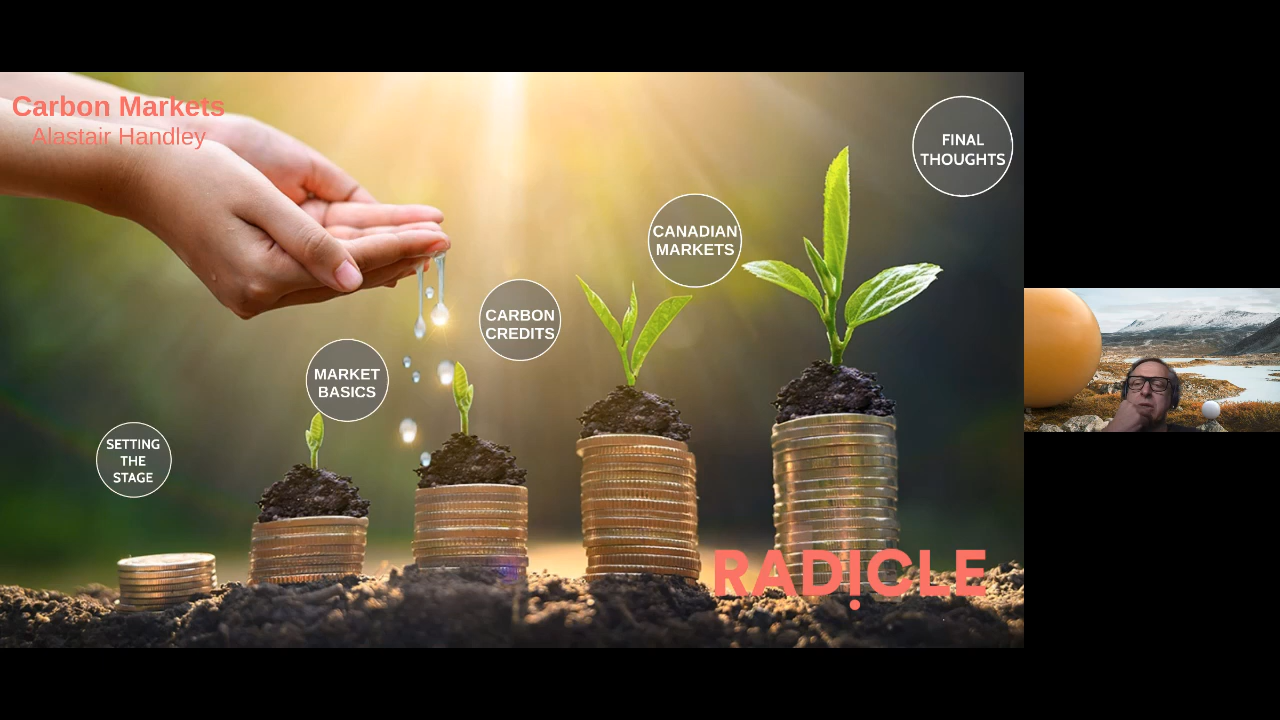 Carbon Markets
Alastair Handley
SETTING
THE
STAGE
MARKET
BASICS
CARBON
CREDITS
CANADIAN
MARKETS
FINAL
THOUGHTS
RADICLE